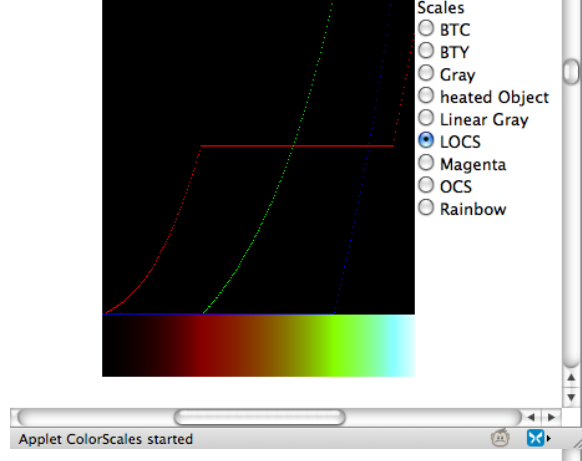 Scales
BTC
BTY
Gray
heated Object
Linear Gray
LOCS
Magenta
OCS
Rainbow
Applet ColorScales started